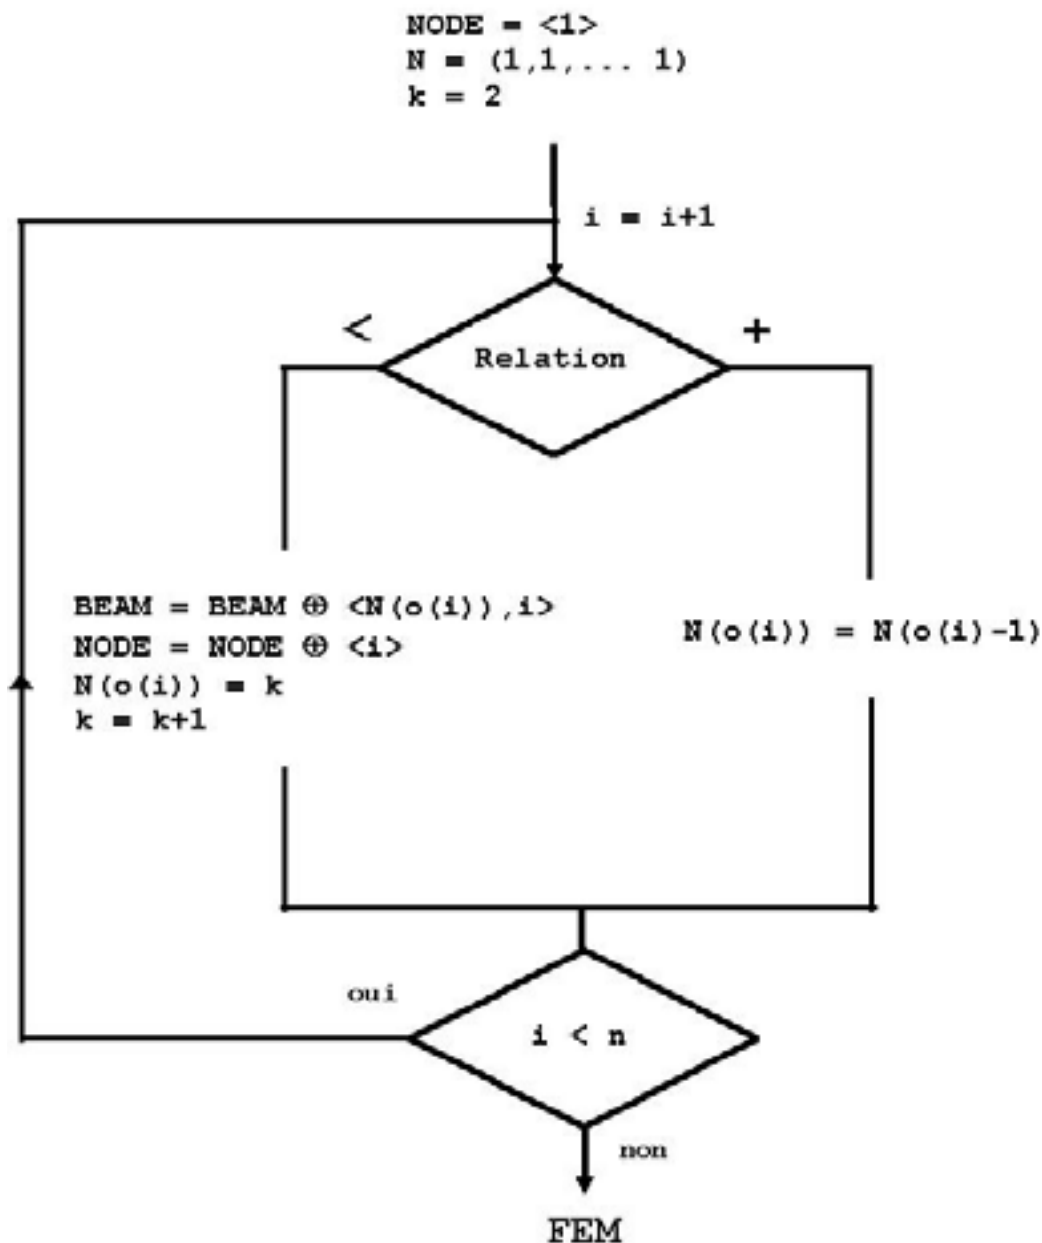 NODE = <1>
N = (1,1,... 1)
k = 2
i = i+1
<
+
Relation
BEAM = BEAM ⊕ <N(o(i)),i>
NODE = NODE ⊕ <i>
N(o(i)) = k
k = k+1
N(o(i)) = N(o(i)-1)
oui
i < n
non
FEM